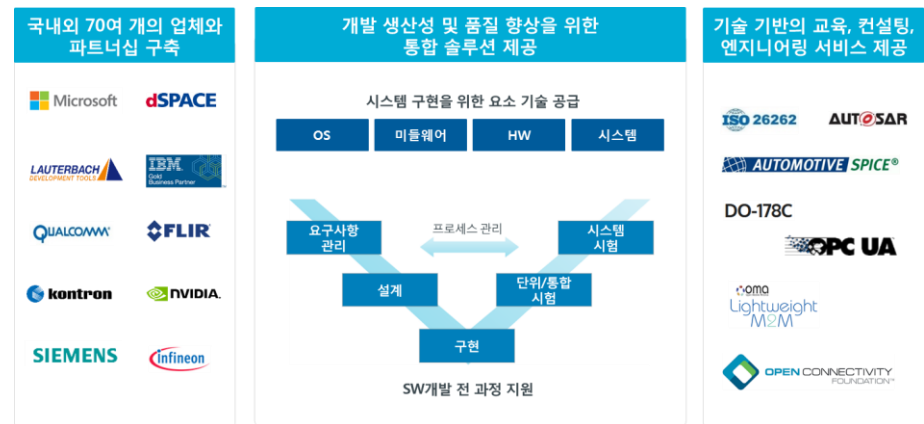 국내외 70여 개의 업체와
파트너십 구축
Microsoft
dSPACE
LAUTERBACH
DEVELOPMENT TOOLS
IBM
Gold
Business Partner
QUALCOMM
FLIR
kontron
NVIDIA.
SIEMENS
infineon
개발 생산성 및 품질 향상을 위한
통합 솔루션 제공
시스템 구현을 위한 요소 기술 공급
OS
미들웨어
HW
시스템
요구사항
관리
프로세스 관리
시스템
시험
설계
단위/통합
시험
구현
SW개발 전 과정 지원
기술 기반의 교육, 컨설팅,
엔지니어링 서비스 제공
ISO 26262
AUTOSAR
AUTOMOTIVE SPICE®
DO-178C
OPC UA
oma
Lightweight
M2M
OPEN CONNECTIVITY
FOUNDATION™